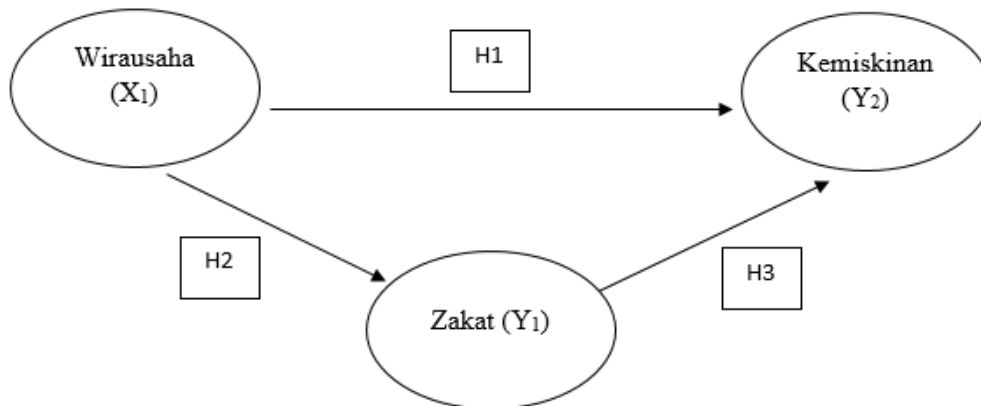 Wirausaha
(X₁)
H1
Kemiskinan
(Y₂)
H2
Zakat (Y₁)
H3